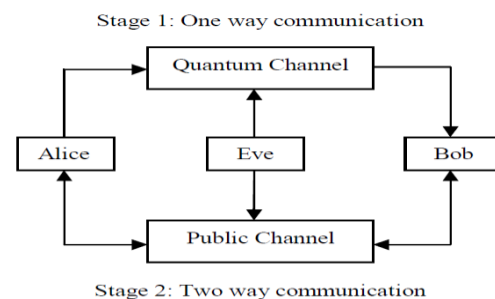 Stage 1: One way communication
Quantum Channel
Alice
Eve
Bob
Public Channel
Stage 2: Two way communication